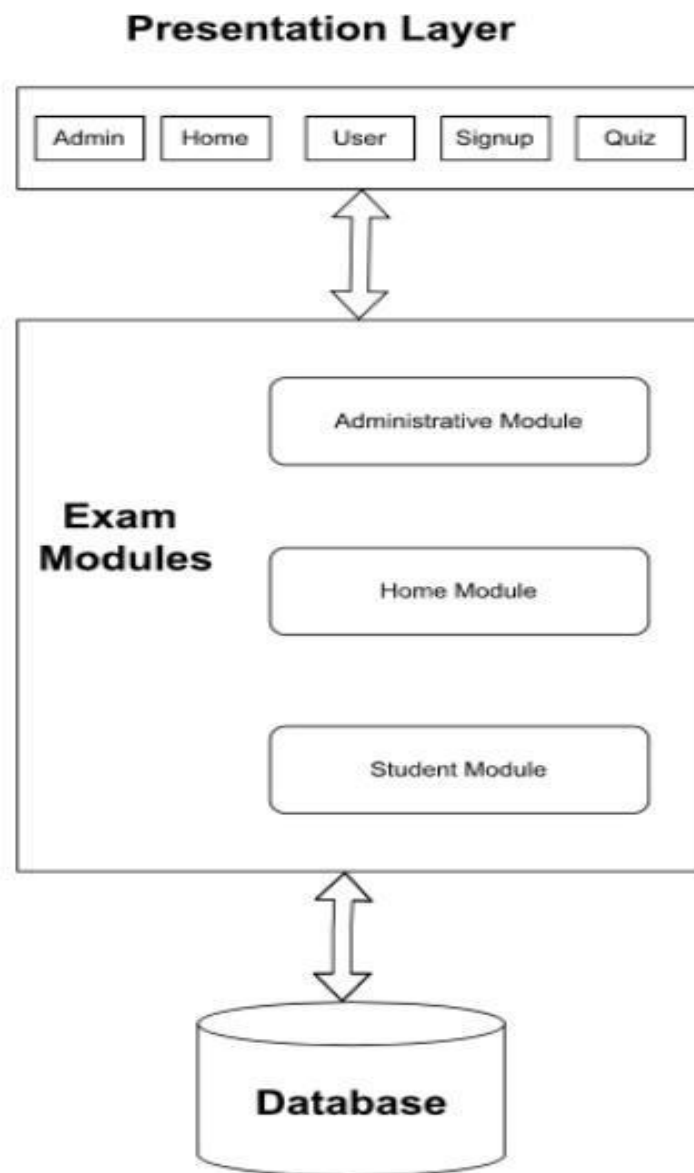 Presentation Layer
Admin
Home
User
Signup
Quiz
Administrative Module
Exam
Modules
Home Module
Student Module
Database